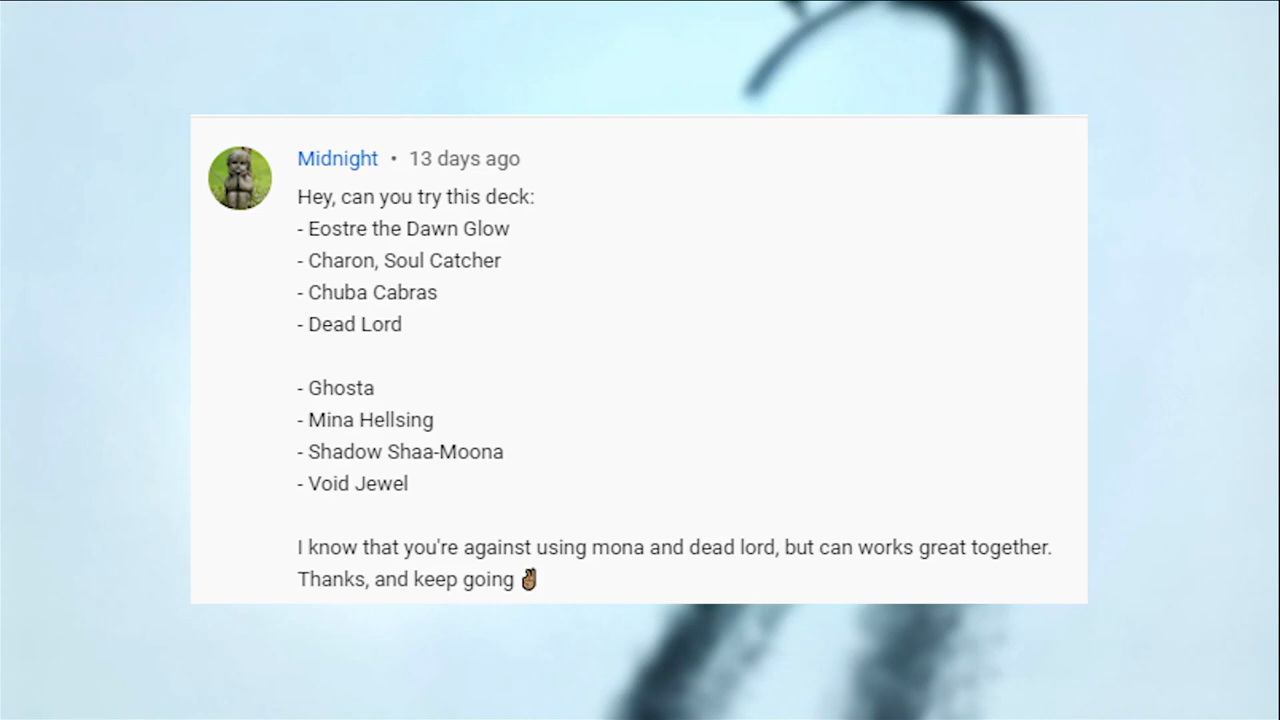 Midnight • 13 days ago
Hey, can you try this deck:
- Eostre the Dawn Glow
- Charon, Soul Catcher
- Chuba Cabras
- Dead Lord
- Ghosta
- Mina Hellsing
- Shadow Shaa-Moona
- Void Jewel
I know that you're against using mona and dead lord, but can works great together.
Thanks, and keep going ✌🏽